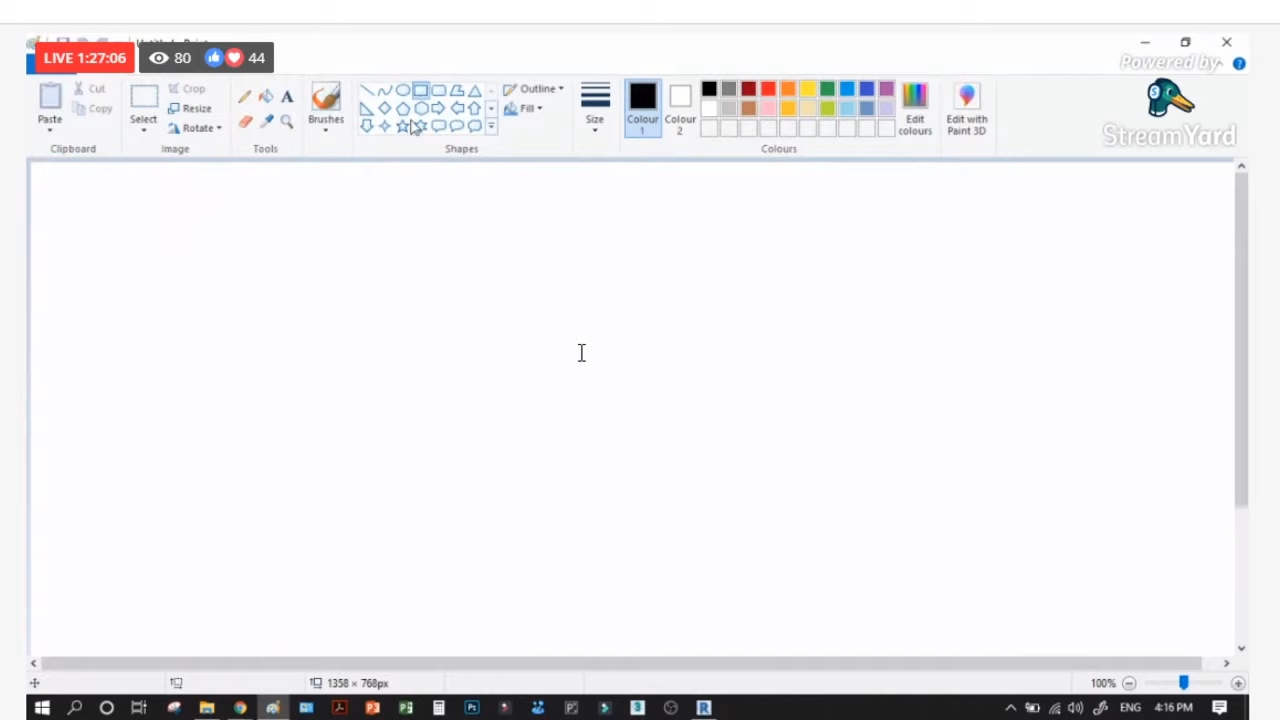 LIVE 1:27:06 80 44
Powered by
StreamYard
Paste
Cut
Copy
Clipboard
Select
Crop
Resize
Rotate
Image
Tools
Brushes
Shapes
Outline
Fill
Size
Colour 1
Colour 2
Edit colours
Colours
Edit with Paint 3D
1358 × 768px
100%
ENG
4:16 PM